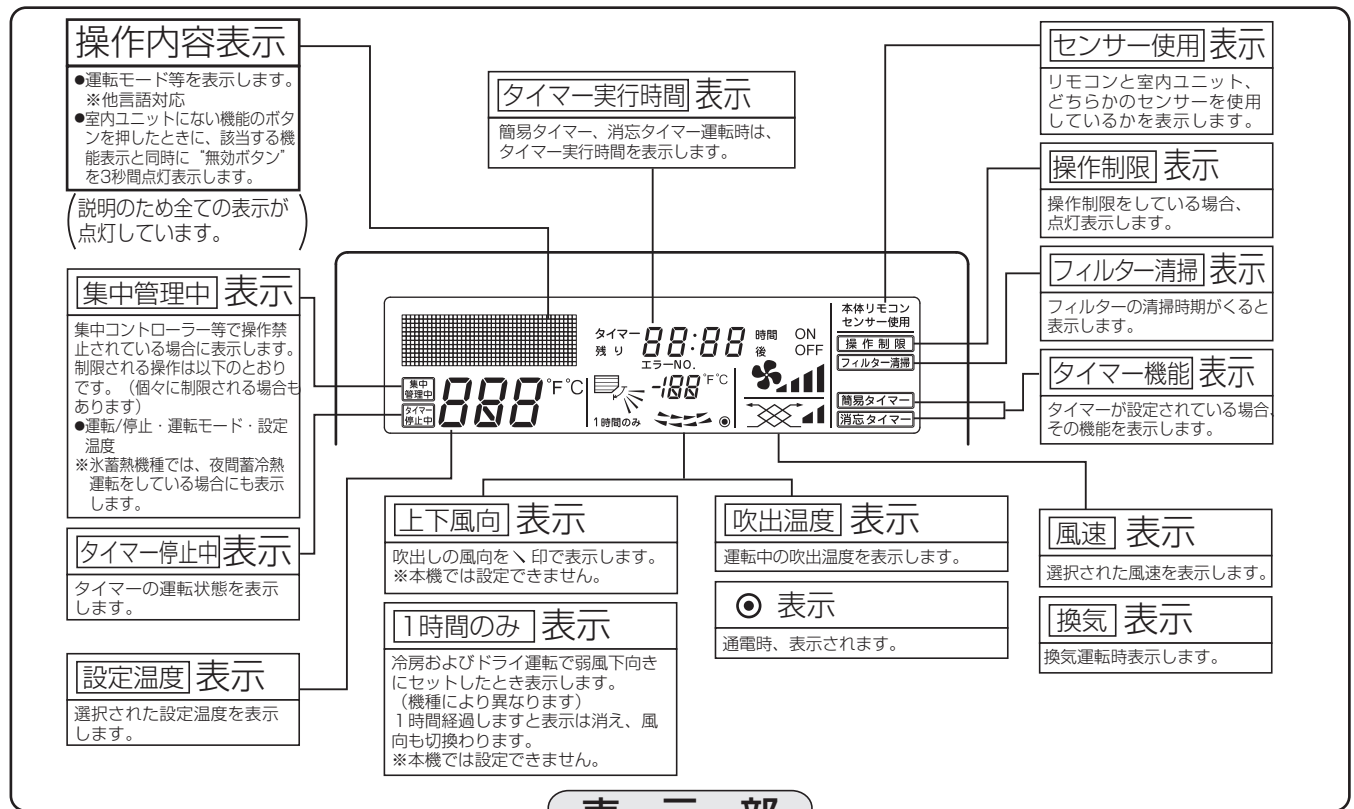 操作内容表示
●運転モード等を表示します。
※他言語対応
●室内ユニットにない機能のボタ
ンを押したときに、該当する機
能表示と同時に“無効ボタン”
を3秒間点灯表示します。
(説明のため全ての表示が
点灯しています。)
集中管理中 表示
集中コントローラー等で操作禁
止されている場合に表示します。
制限される操作は以下のとおり
です。（個々に制限される場合も
あります）
●運転/停止・運転モード・設定
温度
※氷蓄熱機種では、夜間蓄冷熱
運転をしている場合にも表示
します。
タイマー停止中 表示
タイマーの運転状態を表示
します。
設定温度 表示
選択された設定温度を表示
します。
タイマー実行時間 表示
簡易タイマー、消忘タイマー運転時は、
タイマー実行時間を表示します。
タイマー 88:88 時間 ON
残り 後 OFF
エラーNO.
集中
管理中
タイマー
停止中
888 °F°C
-188 °F°C
1時間のみ
本体リモコン
センサー使用
操作制限
フィルター清掃
簡易タイマー
消忘タイマー
上下風向 表示
吹出しの風向を 印で表示します。
※本機では設定できません。
1時間のみ 表示
冷房およびドライ運転で弱風下向き
にセットしたとき表示します。
（機種により異なります）
１時間経過しますと表示は消え、風
向も切換わります。
※本機では設定できません。
吹出温度 表示
運転中の吹出温度を表示します。
◉ 表示
通電時、表示されます。
センサー使用 表示
リモコンと室内ユニット、
どちらかのセンサーを使用
しているかを表示します。
操作制限 表示
操作制限をしている場合、
点灯表示します。
フィルター清掃 表示
フィルターの清掃時期がくると
表示します。
タイマー機能 表示
タイマーが設定されている場合、
その機能を表示します。
風速 表示
選択された風速を表示します。
換気 表示
換気運転時表示します。
表示部